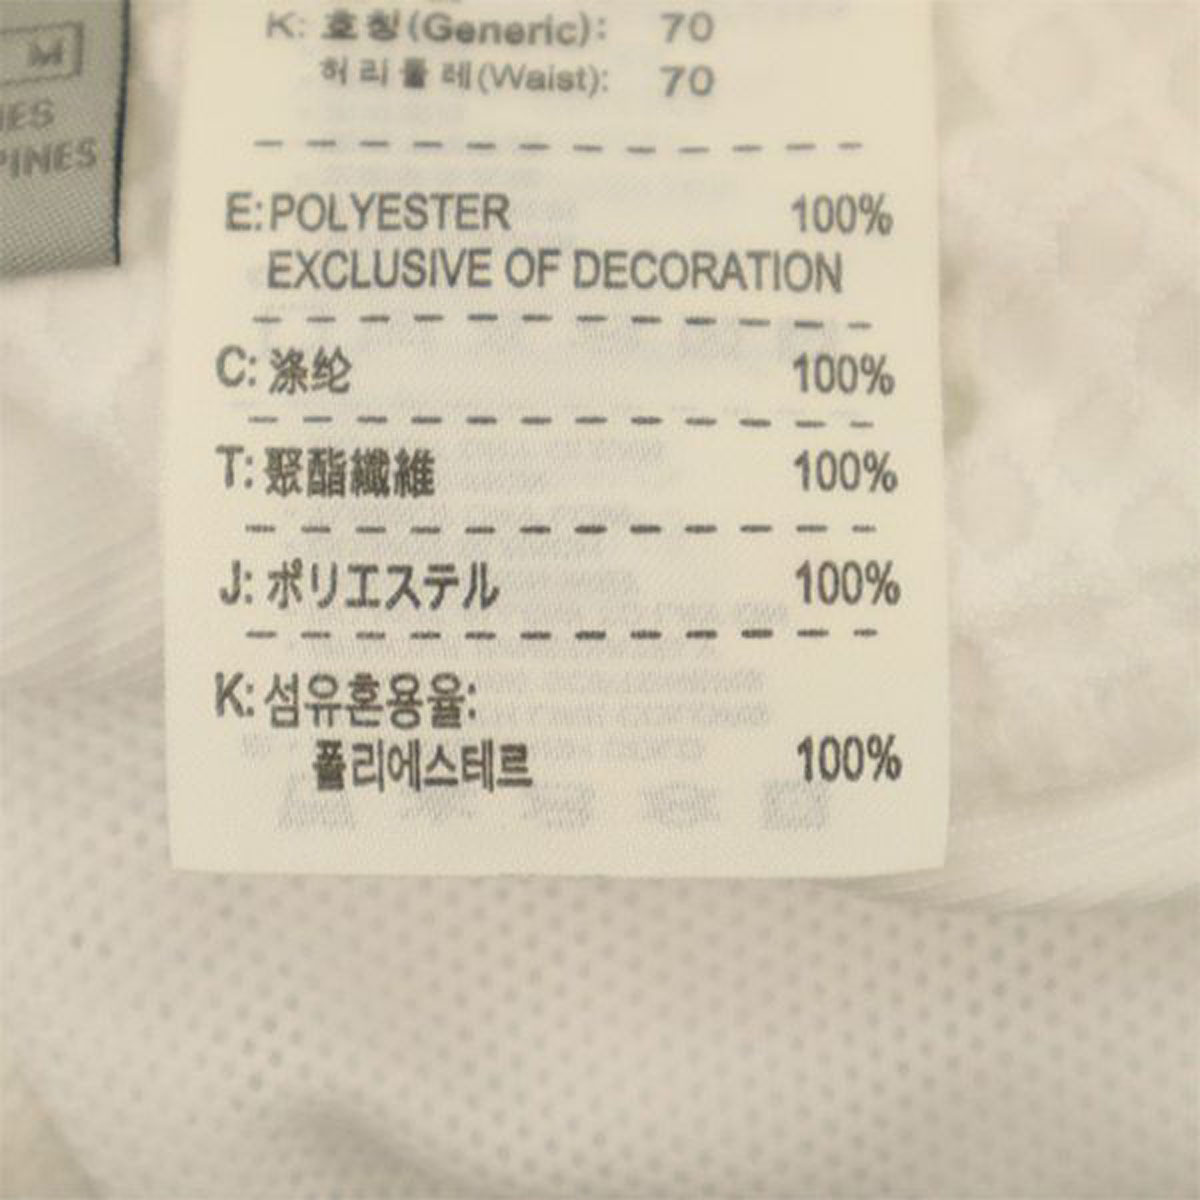 M
NES
PINES
K: 호칭(Generic): 70
허리둘레(Waist): 70
E: POLYESTER 100%
EXCLUSIVE OF DECORATION
C: 涤纶 100%
T: 聚酯纖維 100%
J: ポリエステル 100%
K: 섬유혼용율:
폴리에스테르 100%